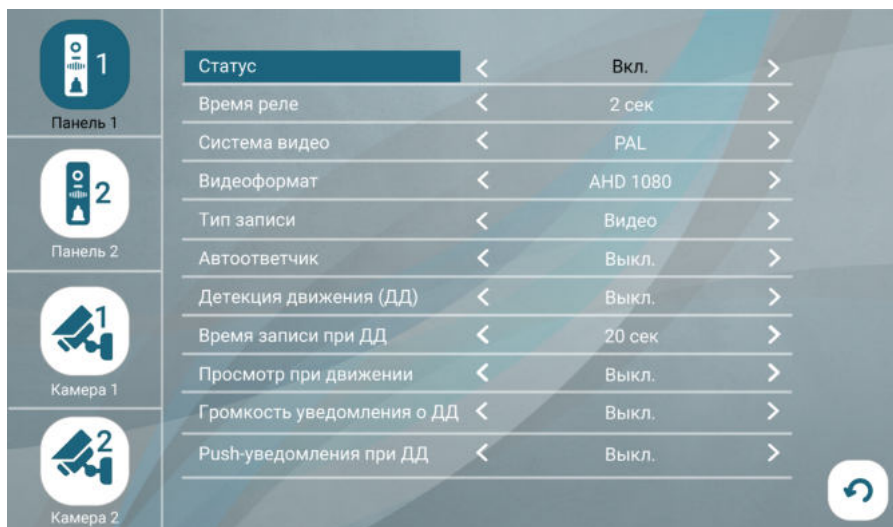 1
Панель 1
2
Панель 2
1
Камера 1
2
Камера 2
Статус < Вкл. >
Время реле < 2 сек >
Система видео < PAL >
Видеоформат < AHD 1080 >
Тип записи < Видео >
Автоответчик < Выкл. >
Детекция движения (ДД) < Выкл. >
Время записи при ДД < 20 сек >
Просмотр при движении < Выкл. >
Громкость уведомления о ДД < Выкл. >
Push-уведомления при ДД < Выкл. >